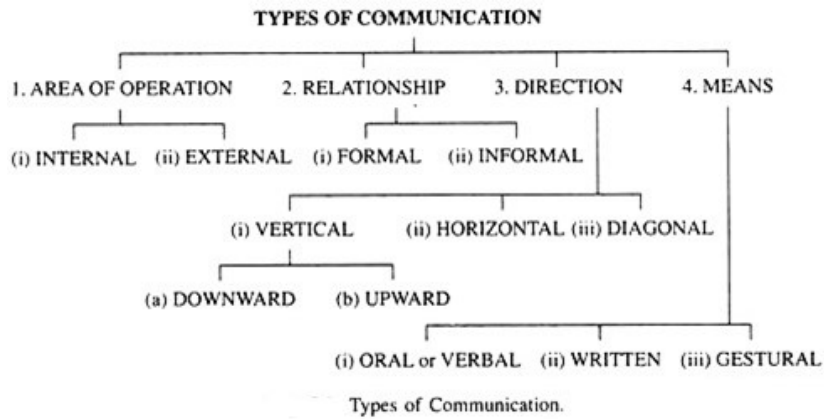 TYPES OF COMMUNICATION
1. AREA OF OPERATION 2. RELATIONSHIP 3. DIRECTION 4. MEANS
(i) INTERNAL (ii) EXTERNAL (i) FORMAL (ii) INFORMAL
(i) VERTICAL (ii) HORIZONTAL (iii) DIAGONAL
(a) DOWNWARD (b) UPWARD
(i) ORAL or VERBAL (ii) WRITTEN (iii) GESTURAL
Types of Communication.